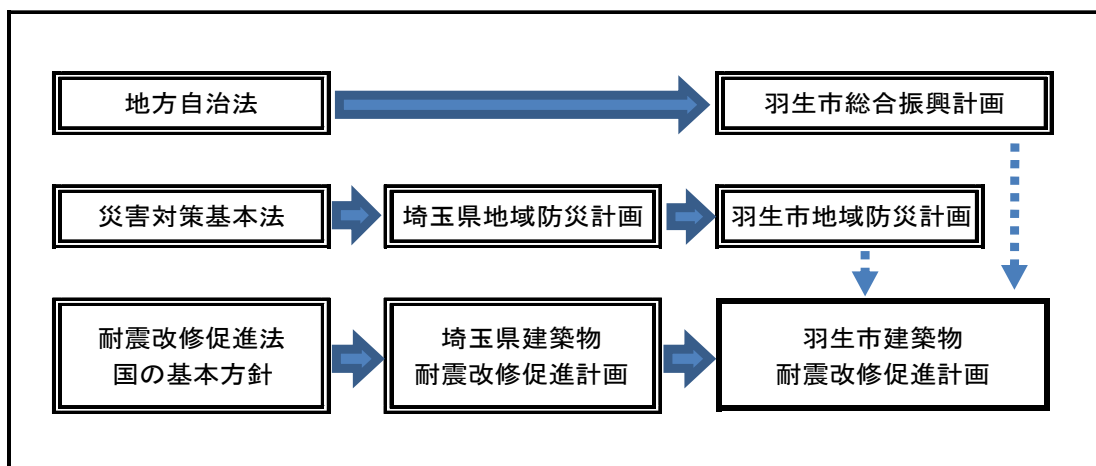 地方自治法
羽生市総合振興計画
災害対策基本法
埼玉県地域防災計画
羽生市地域防災計画
耐震改修促進法
国の基本方針
埼玉県建築物
耐震改修促進計画
羽生市建築物
耐震改修促進計画